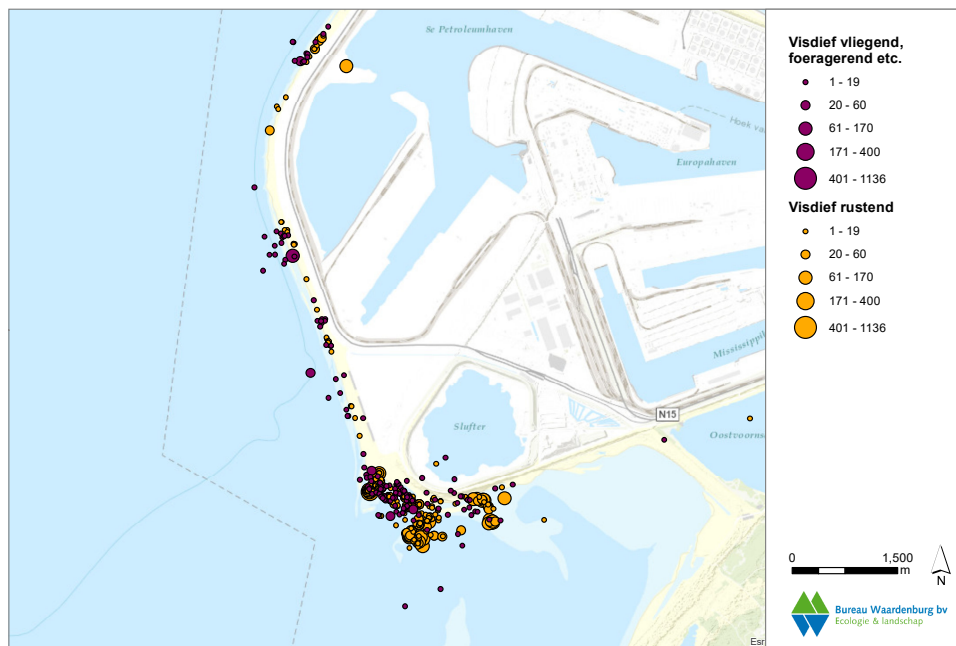 8e Petroleumhaven
Hoek va
Europahaven
Mississippi
N15
Slufter
Oostvoorns
Esr
Visdief vliegend,
foeragerend etc.
1 - 19
20 - 60
61 - 170
171 - 400
401 - 1136
Visdief rustend
1 - 19
20 - 60
61 - 170
171 - 400
401 - 1136
0 1,500
m
N
Bureau Waardenburg bv
Ecologie & landschap